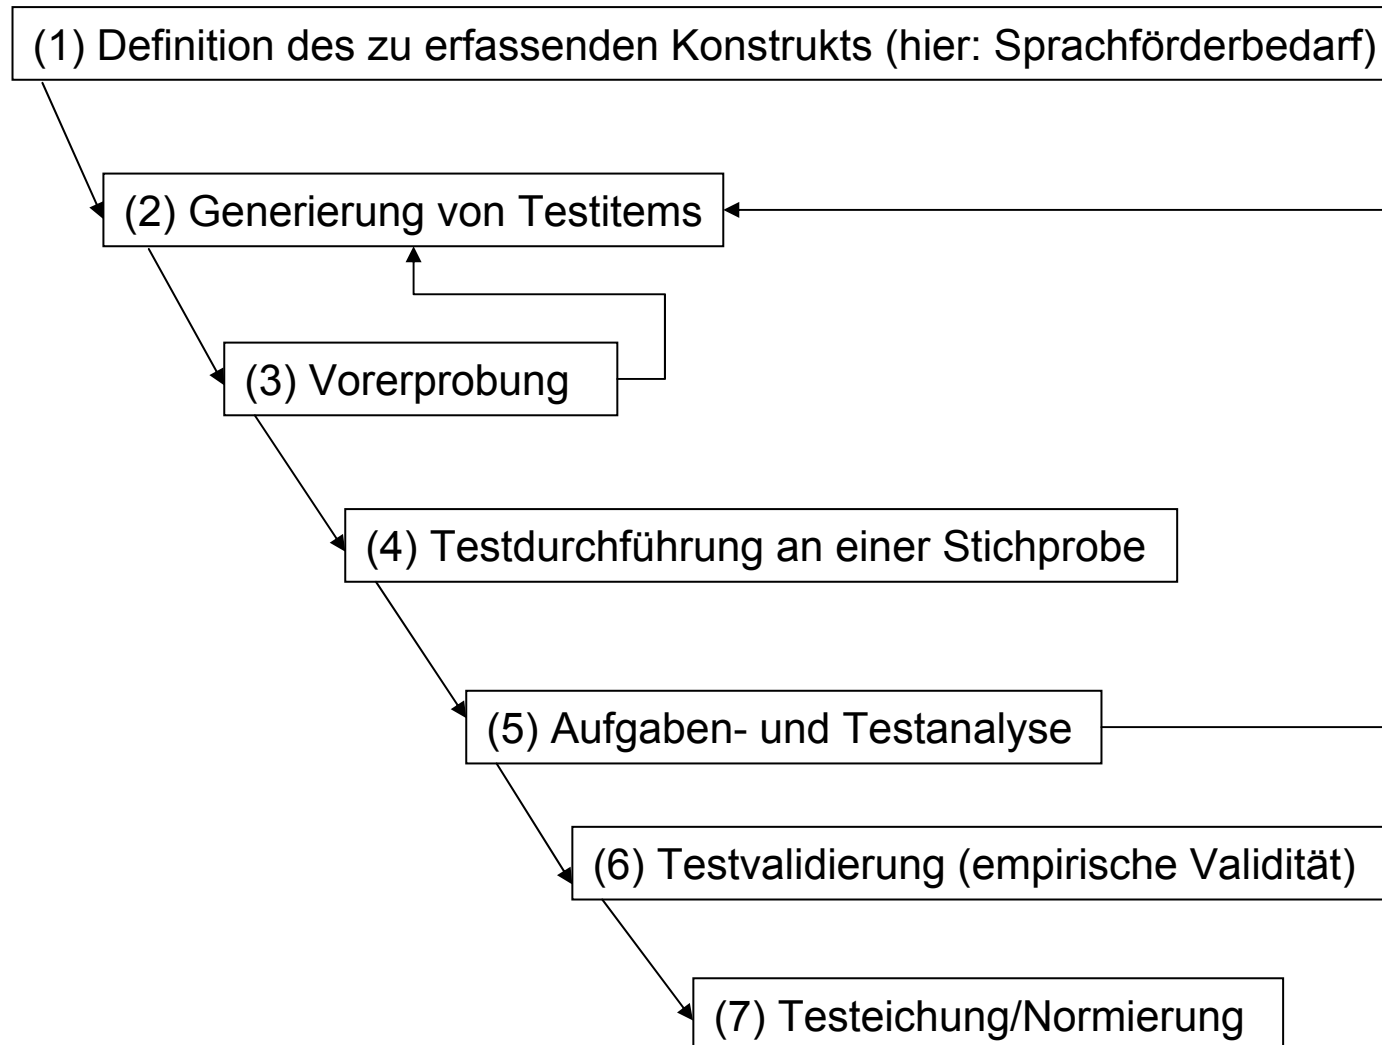 (1) Definition des zu erfassenden Konstrukts (hier: Sprachförderbedarf)
(2) Generierung von Testitems
(3) Vorerprobung
(4) Testdurchführung an einer Stichprobe
(5) Aufgaben- und Testanalyse
(6) Testvalidierung (empirische Validität)
(7) Testeichung/Normierung